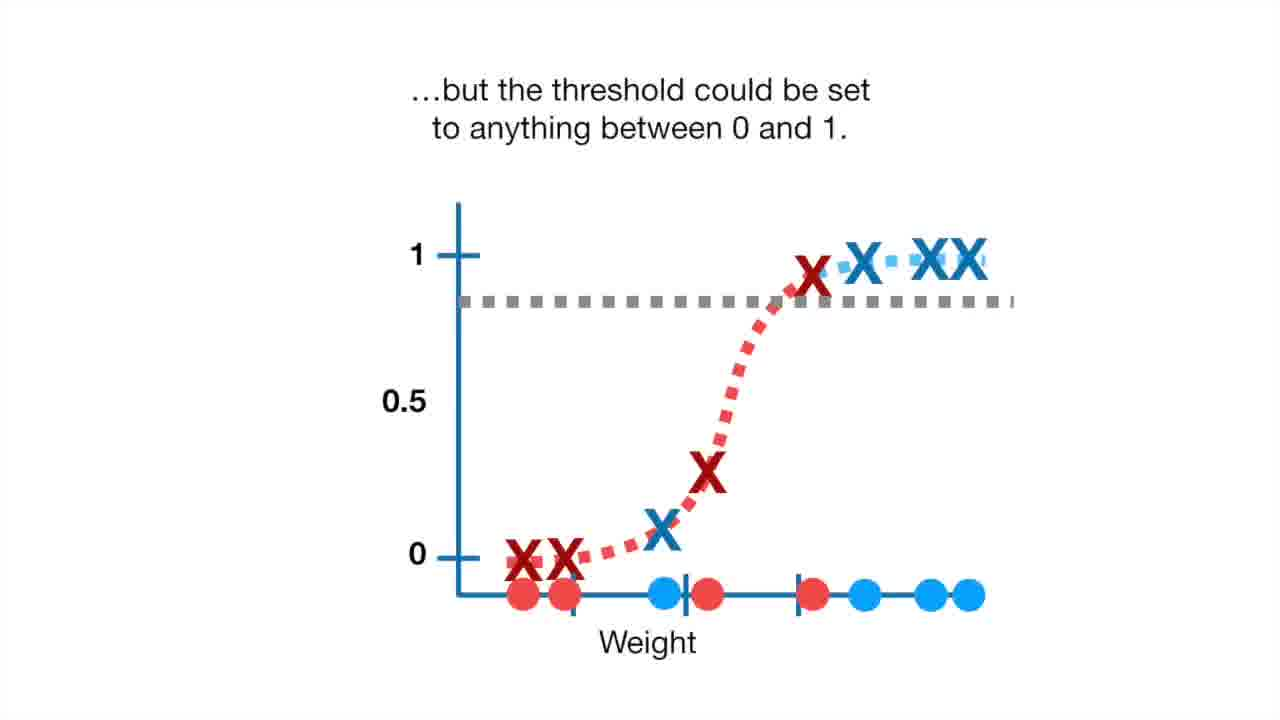 …but the threshold could be set
to anything between 0 and 1.
1
0.5
0
X X X X X X X X
Weight